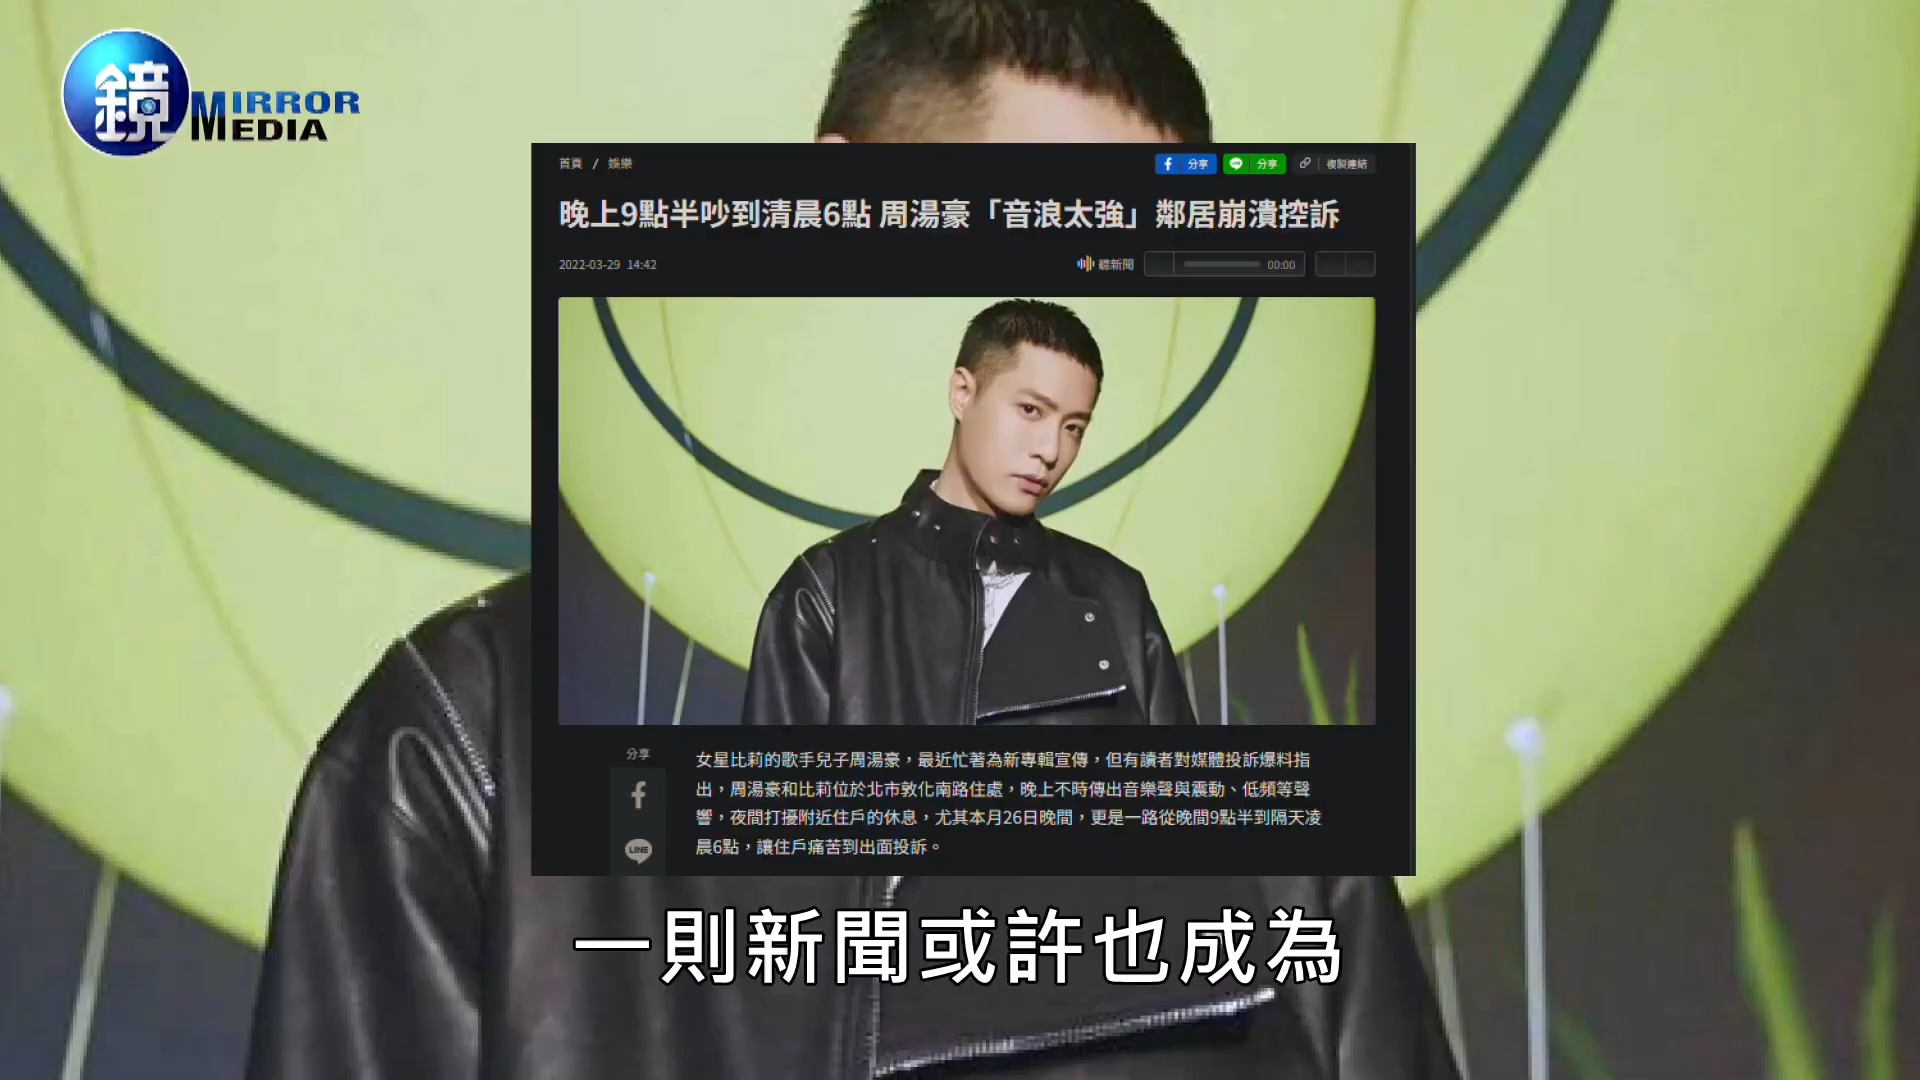 鏡 MIRROR MEDIA
首頁 / 娛樂
分享 分享 複製連結
晚上9點半吵到清晨6點 周湯豪「音浪太強」鄰居崩潰控訴
2022-03-29 14:42
聽新聞 00:00
分享
女星比莉的歌手兒子周湯豪，最近忙著為新專輯宣傳，但有讀者對媒體投訴爆料指
出，周湯豪和比莉位於北市敦化南路住處，晚上不時傳出音樂聲與震動、低頻等聲
響，夜間打擾附近住戶的休息，尤其本月26日晚間，更是一路從晚間9點半到隔天凌
晨6點，讓住戶痛苦到出面投訴。
LINE
一則新聞或許也成為